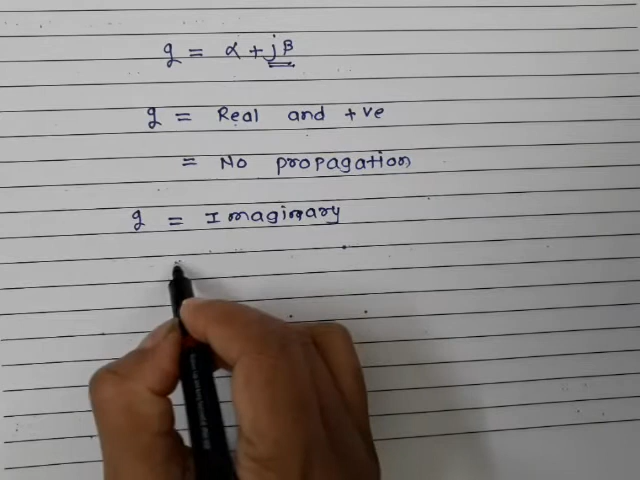 g = α + jβ
g = Real and +ve
= No propagation
g = Imaginary